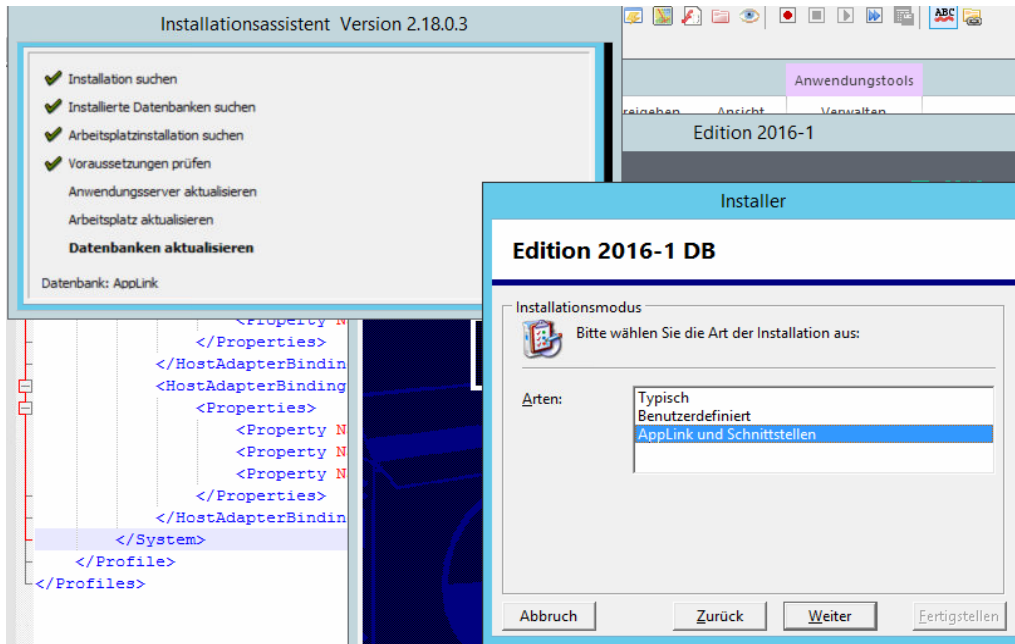 Installationsassistent Version 2.18.0.3
Installation suchen
Installierte Datenbanken suchen
Arbeitsplatzinstallation suchen
Voraussetzungen prüfen
Anwendungsserver aktualisieren
Arbeitsplatz aktualisieren
Datenbanken aktualisieren
Datenbank: AppLink
ABC
Anwendungstools
Ansicht
Verwalten
Edition 2016-1
Installer
Edition 2016-1 DB
Installationsmodus
Bitte wählen Sie die Art der Installation aus:
Arten:
Typisch
Benutzerdefiniert
AppLink und Schnittstellen
Abbruch
Zurück
Weiter
Fertigstellen
<Property N
</Properties>
</HostAdapterBindin
<HostAdapterBinding
<Properties>
<Property N
<Property N
<Property N
</Properties>
</HostAdapterBindin
</System>
</Profile>
</Profiles>